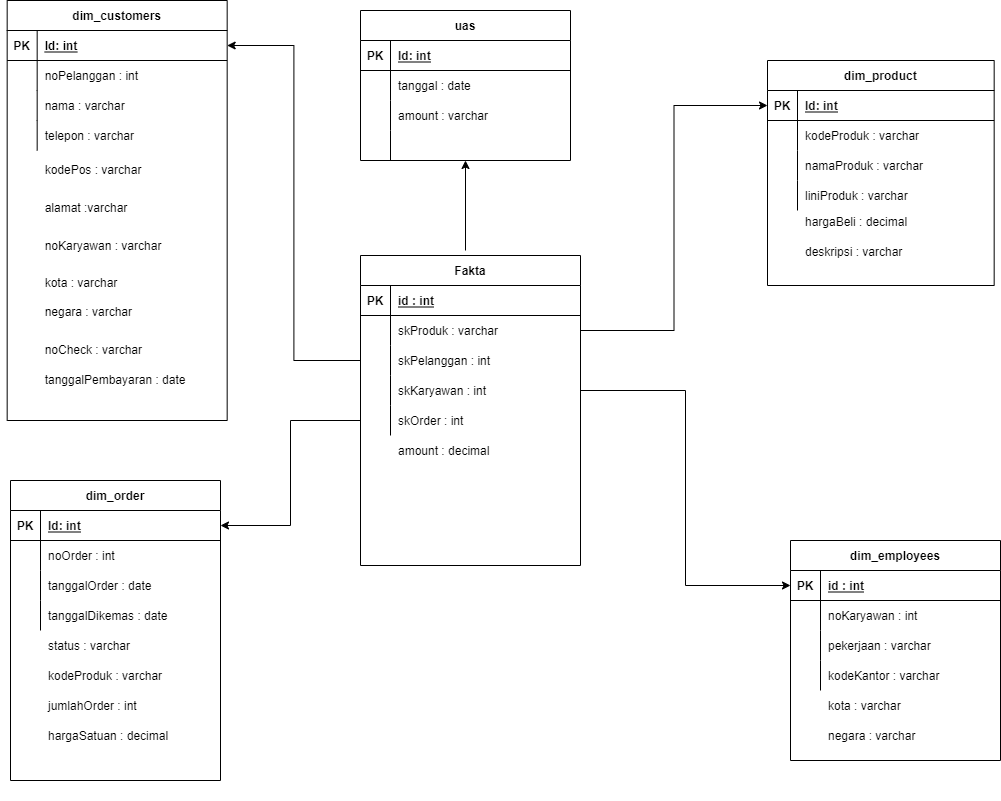 dim_customers
PK Id: int
noPelanggan : int
nama : varchar
telepon : varchar
kodePos : varchar
alamat :varchar
noKaryawan : varchar
kota : varchar
negara : varchar
noCheck : varchar
tanggalPembayaran : date
uas
PK Id: int
tanggal : date
amount : varchar
dim_product
PK Id: int
kodeProduk : varchar
namaProduk : varchar
liniProduk : varchar
hargaBeli : decimal
deskripsi : varchar
Fakta
PK id : int
skProduk : varchar
skPelanggan : int
skKaryawan : int
skOrder : int
amount : decimal
dim_order
PK Id: int
noOrder : int
tanggalOrder : date
tanggalDikemas : date
status : varchar
kodeProduk : varchar
jumlahOrder : int
hargaSatuan : decimal
dim_employees
PK id : int
noKaryawan : int
pekerjaan : varchar
kodeKantor : varchar
kota : varchar
negara : varchar